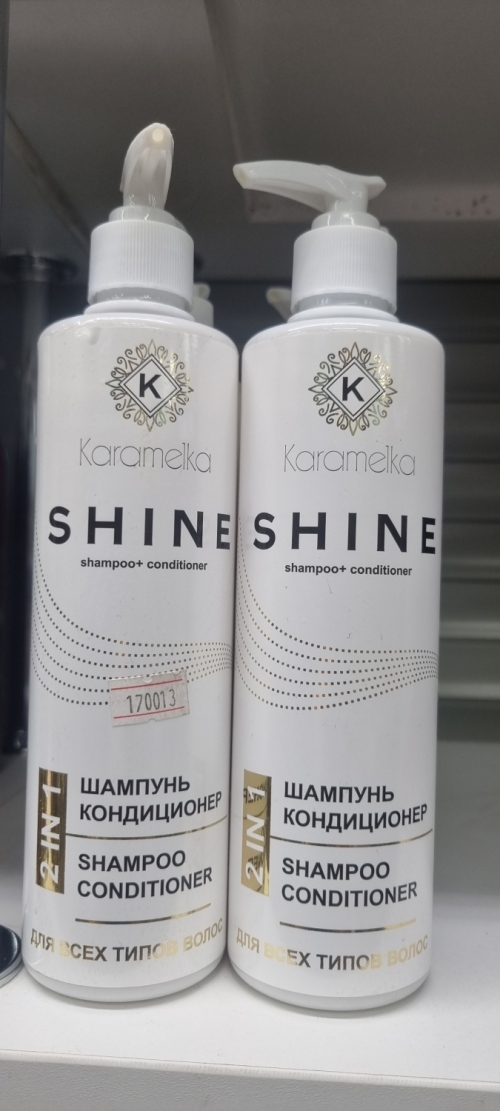 K
Karamelka
SHINE
shampoo+ conditioner
170013
2 IN 1
ШАМПУНЬ
КОНДИЦИОНЕР
SHAMPOO
CONDITIONER
ДЛЯ ВСЕХ ТИПОВ ВОЛОС
K
Karamelka
SHINE
shampoo+ conditioner
2 IN 1
ШАМПУНЬ
КОНДИЦИОНЕР
SHAMPOO
CONDITIONER
ДЛЯ ВСЕХ ТИПОВ ВОЛОС